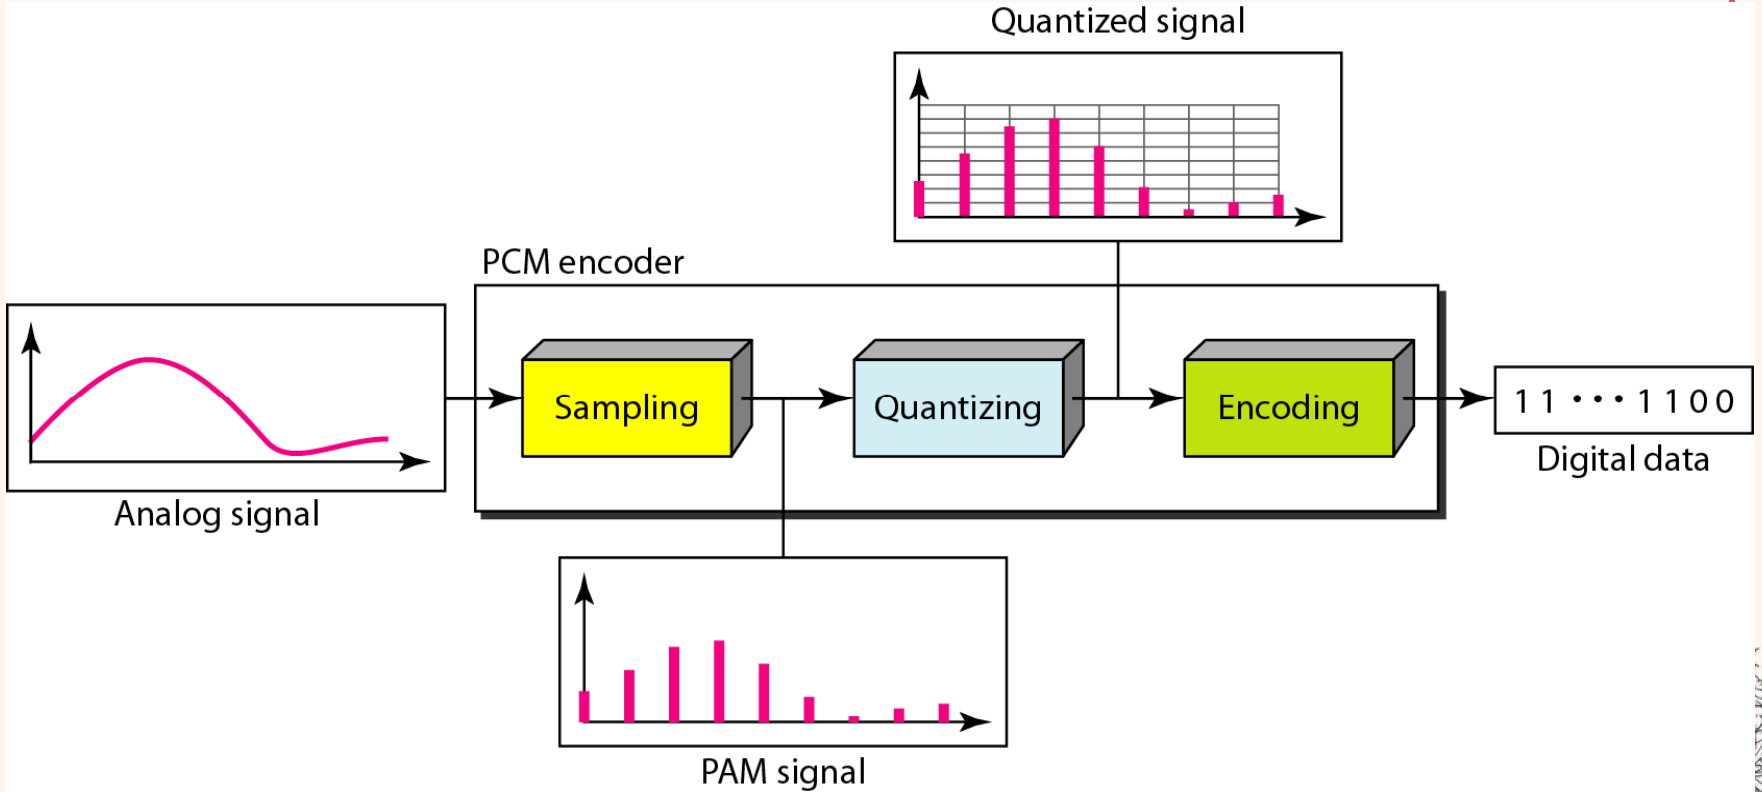 Quantized signal
PCM encoder
Sampling
Quantizing
Encoding
11···1100
Digital data
Analog signal
PAM signal